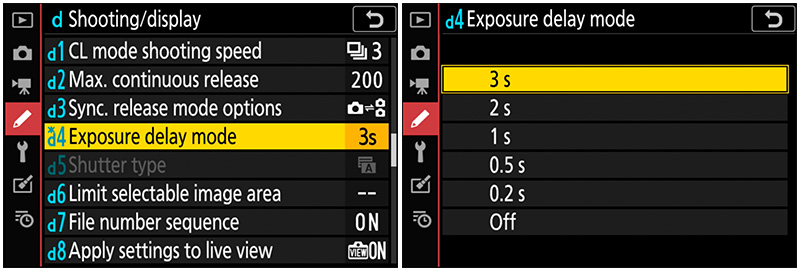 d Shooting/display
d1 CL mode shooting speed 3
d2 Max. continuous release 200
d3 Sync. release mode options
*d4 Exposure delay mode 3s
d5 Shutter type A
d6 Limit selectable image area --
d7 File number sequence ON
d8 Apply settings to live view VIEW ON
d4 Exposure delay mode
3 s
2 s
1 s
0.5 s
0.2 s
Off